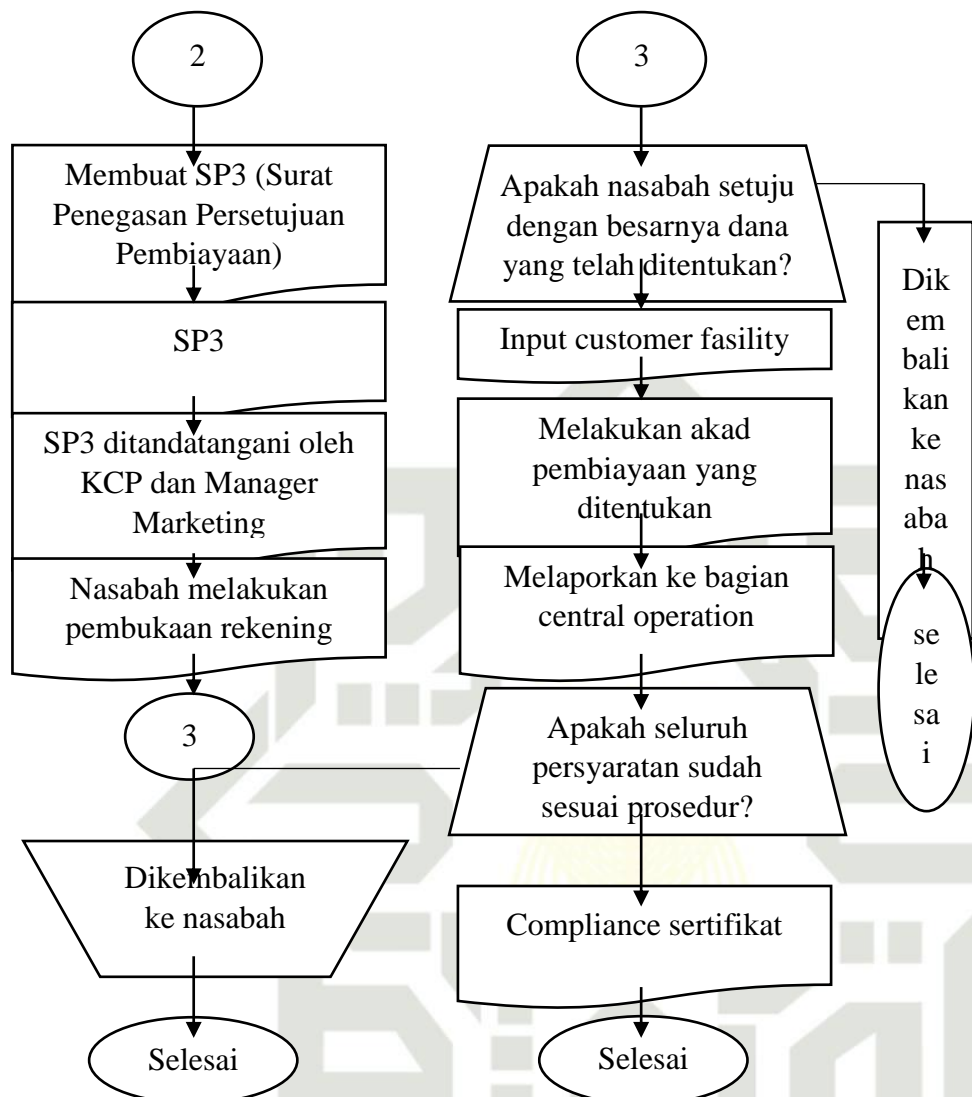 2
Membuat SP3 (Surat
Penegasan Persetujuan
Pembiayaan)
SP3
SP3 ditandatangani oleh
KCP dan Manager
Marketing
Nasabah melakukan
pembukaan rekening
3
Dikembalikan
ke nasabah
Selesai
3
Apakah nasabah setuju
dengan besarnya dana
yang telah ditentukan?
Input customer fasility
Melakukan akad
pembiayaan yang
ditentukan
Melaporkan ke bagian
central operation
Apakah seluruh
persyaratan sudah
sesuai prosedur?
Compliance sertifikat
Selesai
Dik
em
bali
kan
ke
nas
aba
h
se
le
sa
i